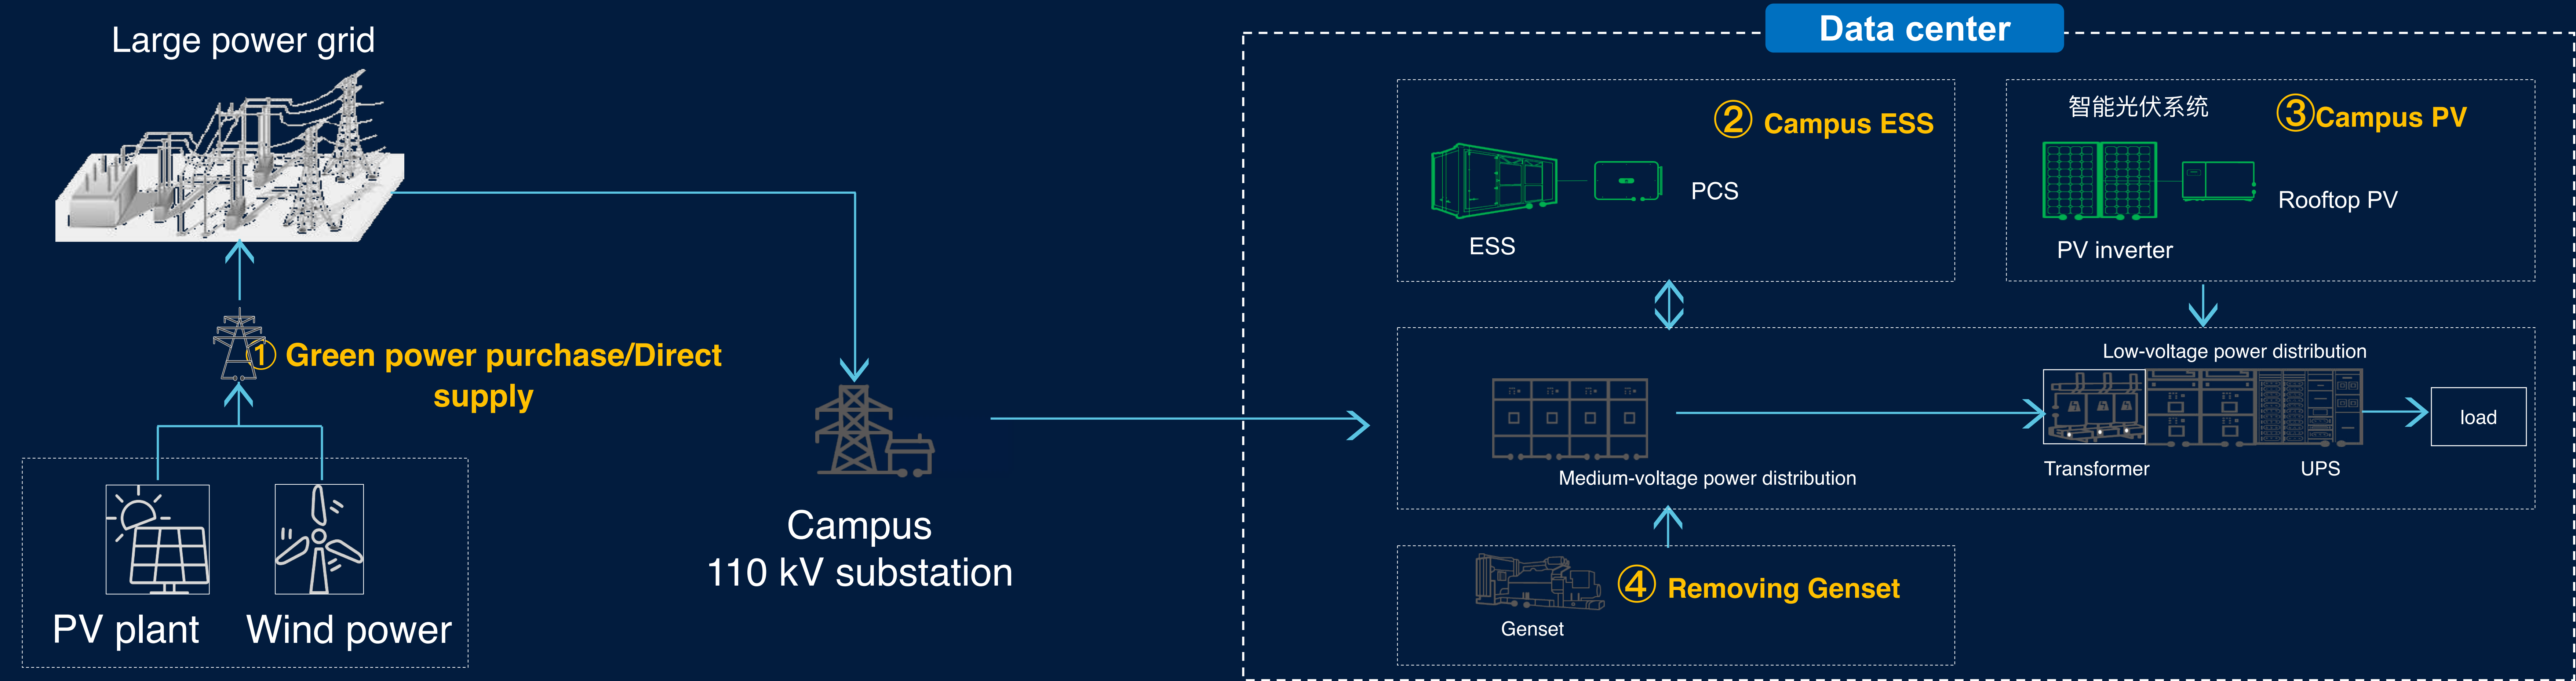 Large power grid
① Green power purchase/Direct
supply
PV plant
Wind power
Campus
110 kV substation
Data center
② Campus ESS
PCS
ESS
智能光伏系统
③Campus PV
Rooftop PV
PV inverter
Low-voltage power distribution
Medium-voltage power distribution
Transformer
UPS
load
④ Removing Genset
Genset